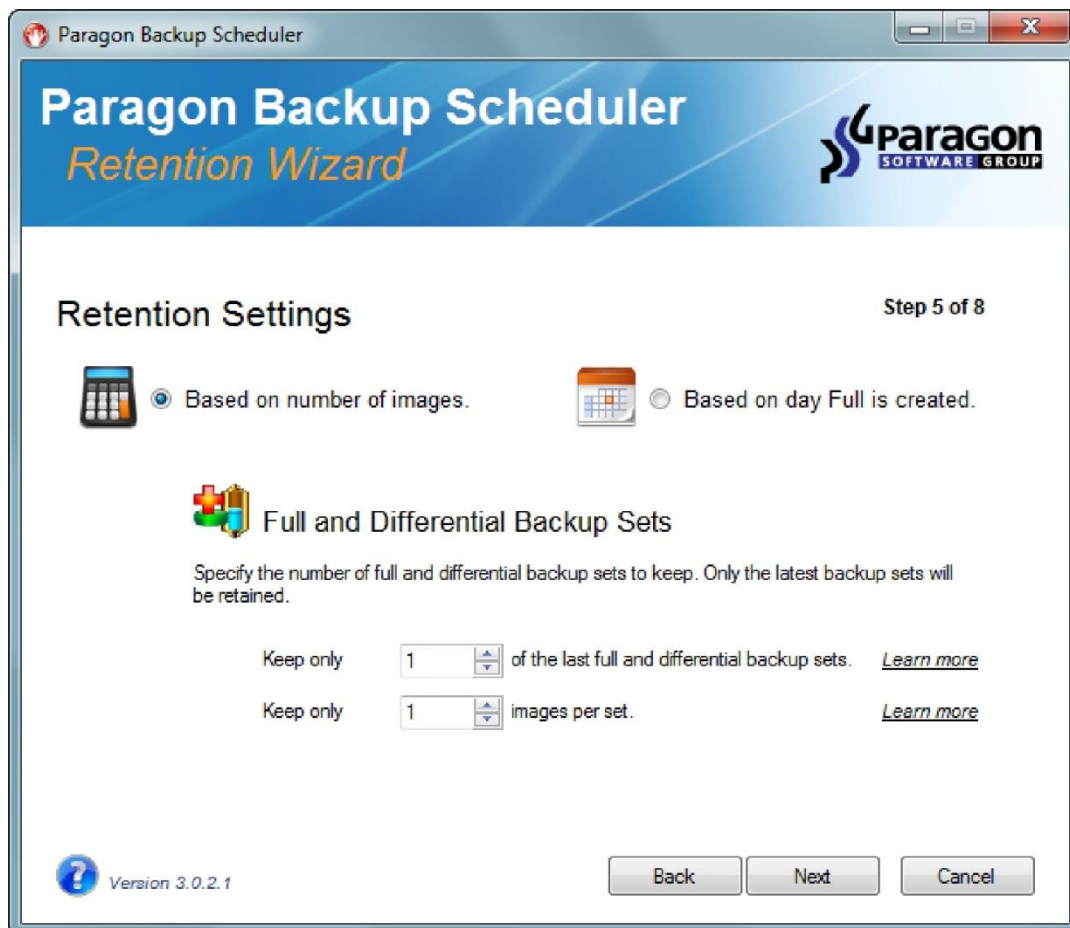 Paragon Backup Scheduler
Paragon Backup Scheduler
Retention Wizard
Paragon
SOFTWARE GROUP
Retention Settings
Step 5 of 8
Based on number of images.
Based on day Full is created.
Full and Differential Backup Sets
Specify the number of full and differential backup sets to keep. Only the latest backup sets will
be retained.
Keep only 1 of the last full and differential backup sets. Learn more
Keep only 1 images per set. Learn more
Version 3.0.2.1
Back
Next
Cancel